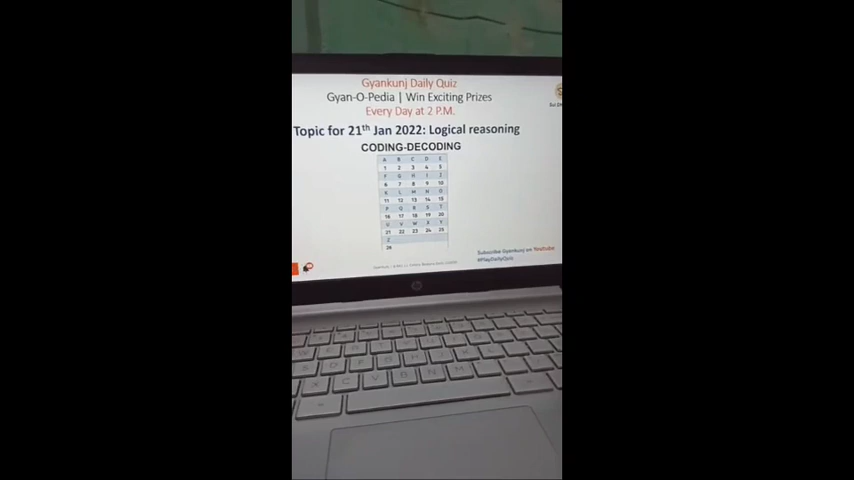 Gyankunj Daily Quiz
Gyan-O-Pedia | Win Exciting Prizes
Every Day at 2 P.M.
Topic for 21th Jan 2022: Logical reasoning
CODING-DECODING
A B C D E
1 2 3 4 5
F G H I J
6 7 8 9 10
K L M N O
11 12 13 14 15
P Q R S T
16 17 18 19 20
U V W X Y
21 22 23 24 25
Z
26
Subscribe Gyankunj on YouTube
#PlayDailyQuiz
hp